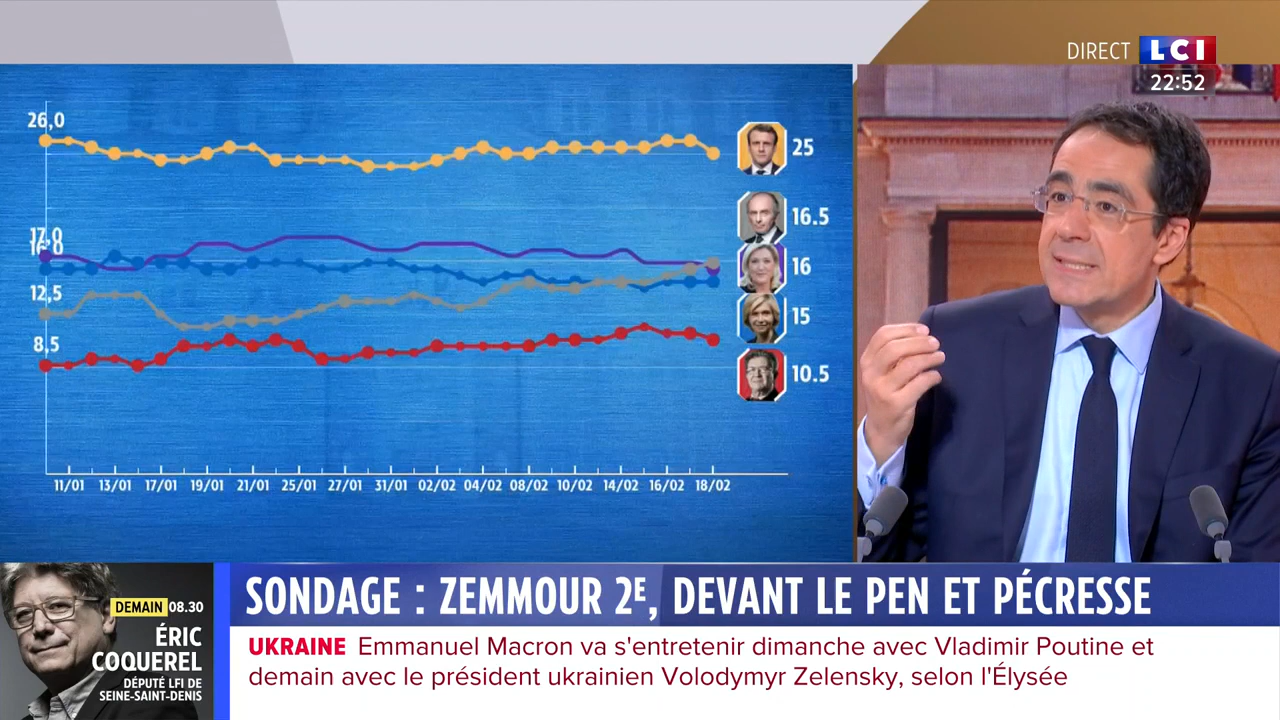 DIRECT LCI
22:52
26,0
17,0
16,0
12,5
8,5
25
16.5
16
15
10.5
11/01 13/01 17/01 19/01 21/01 25/01 27/01 31/01 02/02 04/02 08/02 10/02 14/02 16/02 18/02
DEMAIN 08.30
ÉRIC
COQUEREL
DÉPUTÉ LFI DE
SEINE-SAINT-DENIS
SONDAGE : ZEMMOUR 2E, DEVANT LE PEN ET PÉCRESSE
UKRAINE Emmanuel Macron va s'entretenir dimanche avec Vladimir Poutine et
demain avec le président ukrainien Volodymyr Zelensky, selon l'Élysée